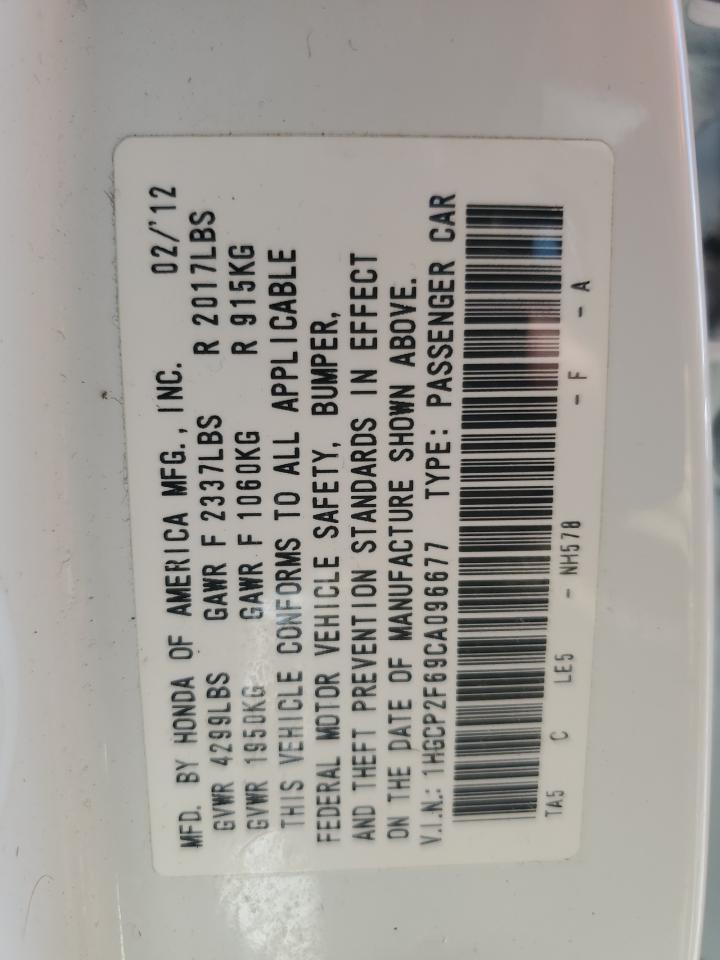 MFD. BY HONDA OF AMERICA MFG., INC. 02/'12
GVWR 4299LBS GAWR F 2337LBS R 2017LBS
GVWR 1950KG GAWR F 1060KG R 915KG
THIS VEHICLE CONFORMS TO ALL APPLICABLE
FEDERAL MOTOR VEHICLE SAFETY, BUMPER,
AND THEFT PREVENTION STANDARDS IN EFFECT
ON THE DATE OF MANUFACTURE SHOWN ABOVE.
V.I.N.: 1HGCP2F69CA096677 TYPE: PASSENGER CAR
TA5 C LE5 - NH578 - F - A